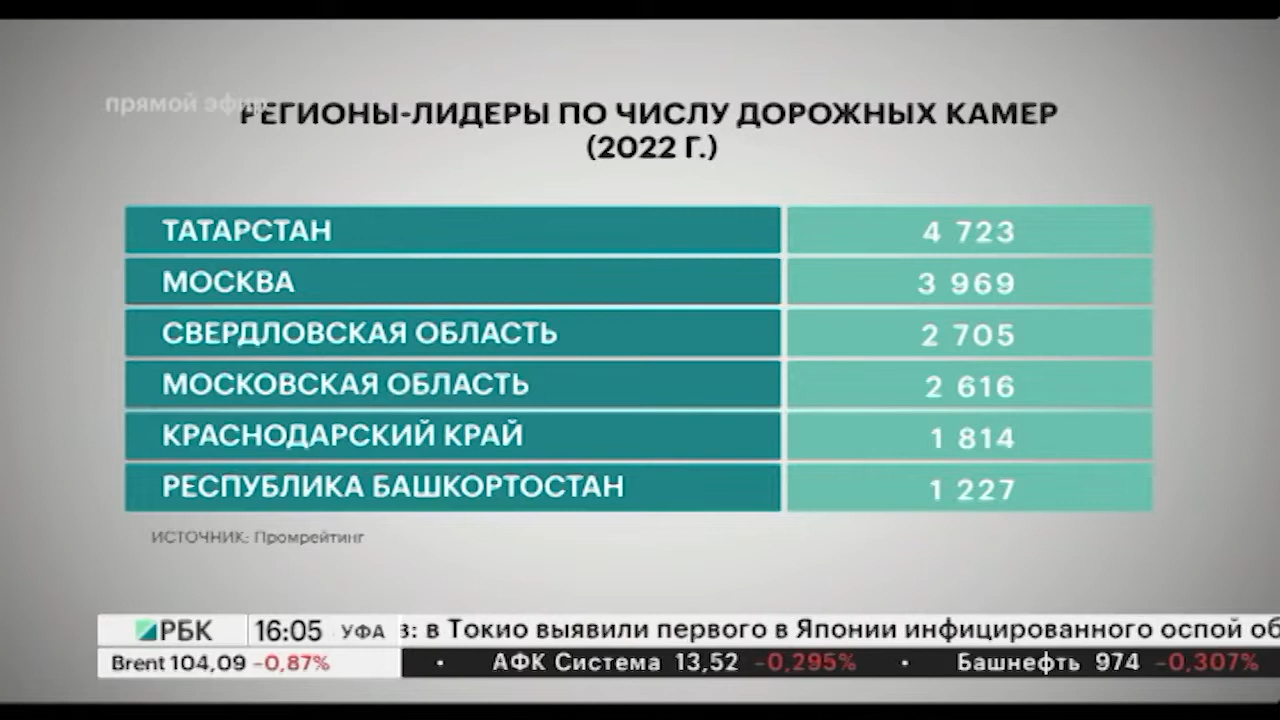 прямой эфир
РЕГИОНЫ-ЛИДЕРЫ ПО ЧИСЛУ ДОРОЖНЫХ КАМЕР
(2022 Г.)
ТАТАРСТАН 4 723
МОСКВА 3 969
СВЕРДЛОВСКАЯ ОБЛАСТЬ 2 705
МОСКОВСКАЯ ОБЛАСТЬ 2 616
КРАСНОДАРСКИЙ КРАЙ 1 814
РЕСПУБЛИКА БАШКОРТОСТАН 1 227
ИСТОЧНИК: Промрейтинг
РБК 16:05 УФА : в Токио выявили первого в Японии инфицированного оспой об
Brent 104,09 -0,87% • АФК Система 13,52 -0,295% • Башнефть 974 -0,307%